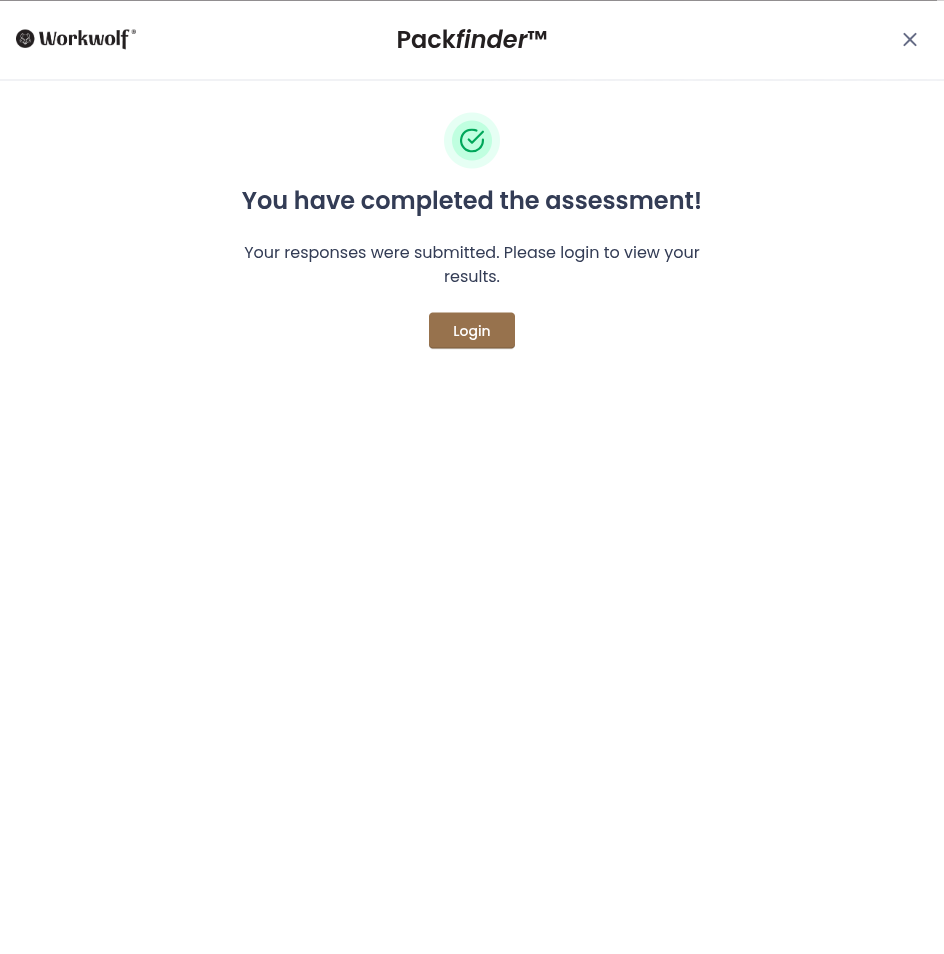 Workwolf®
Packfinder™
You have completed the assessment!
Your responses were submitted. Please login to view your
results.
Login